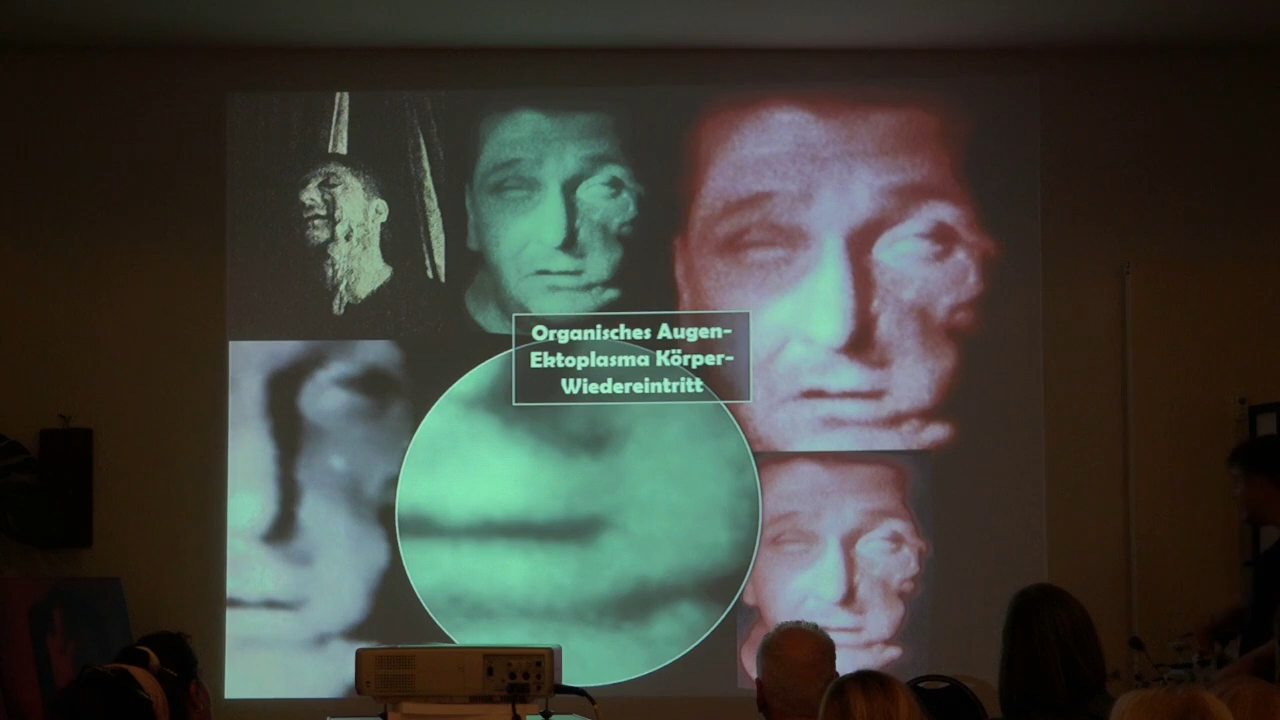 Organisches Augen-
Ektoplasma Körper-
Wiedereintritt